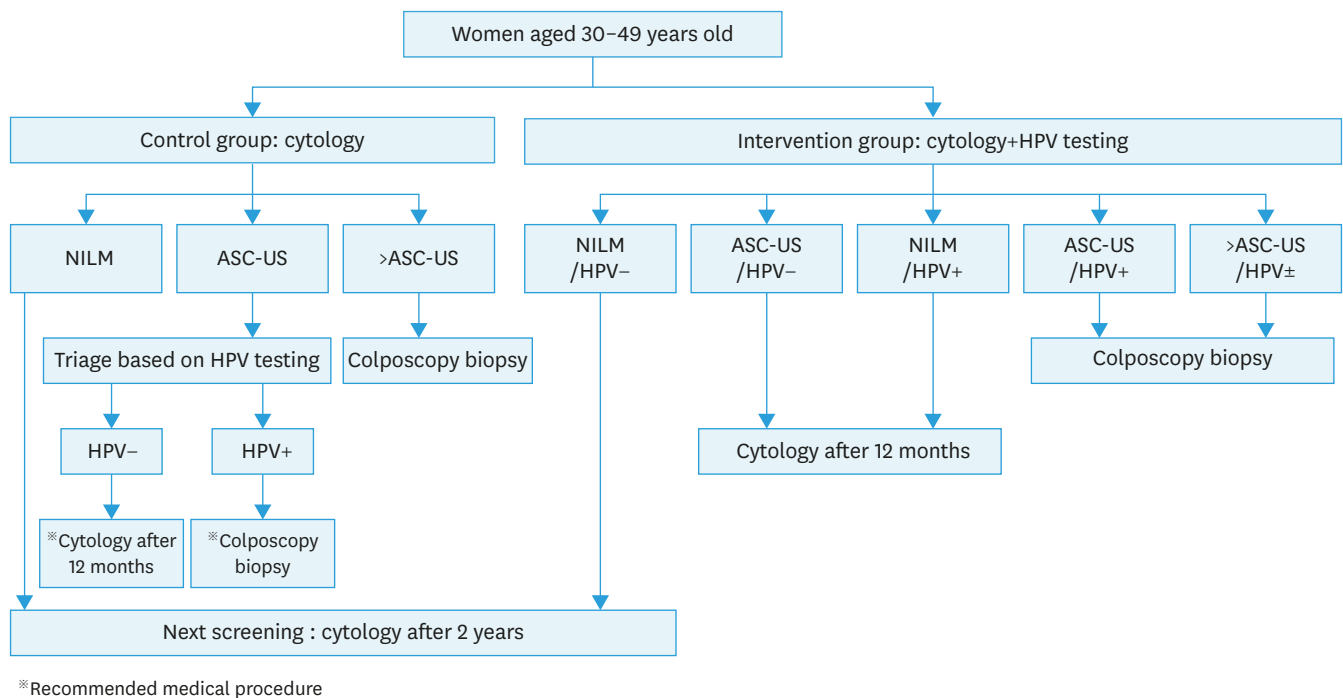 Women aged 30–49 years old
Control group: cytology
Intervention group: cytology+HPV testing
NILM
ASC-US
>ASC-US
NILM
/HPV–
ASC-US
/HPV–
NILM
/HPV+
ASC-US
/HPV+
>ASC-US
/HPV±
Triage based on HPV testing
Colposcopy biopsy
Colposcopy biopsy
HPV–
HPV+
Cytology after 12 months
※Cytology after
12 months
※Colposcopy
biopsy
Next screening : cytology after 2 years
※Recommended medical procedure